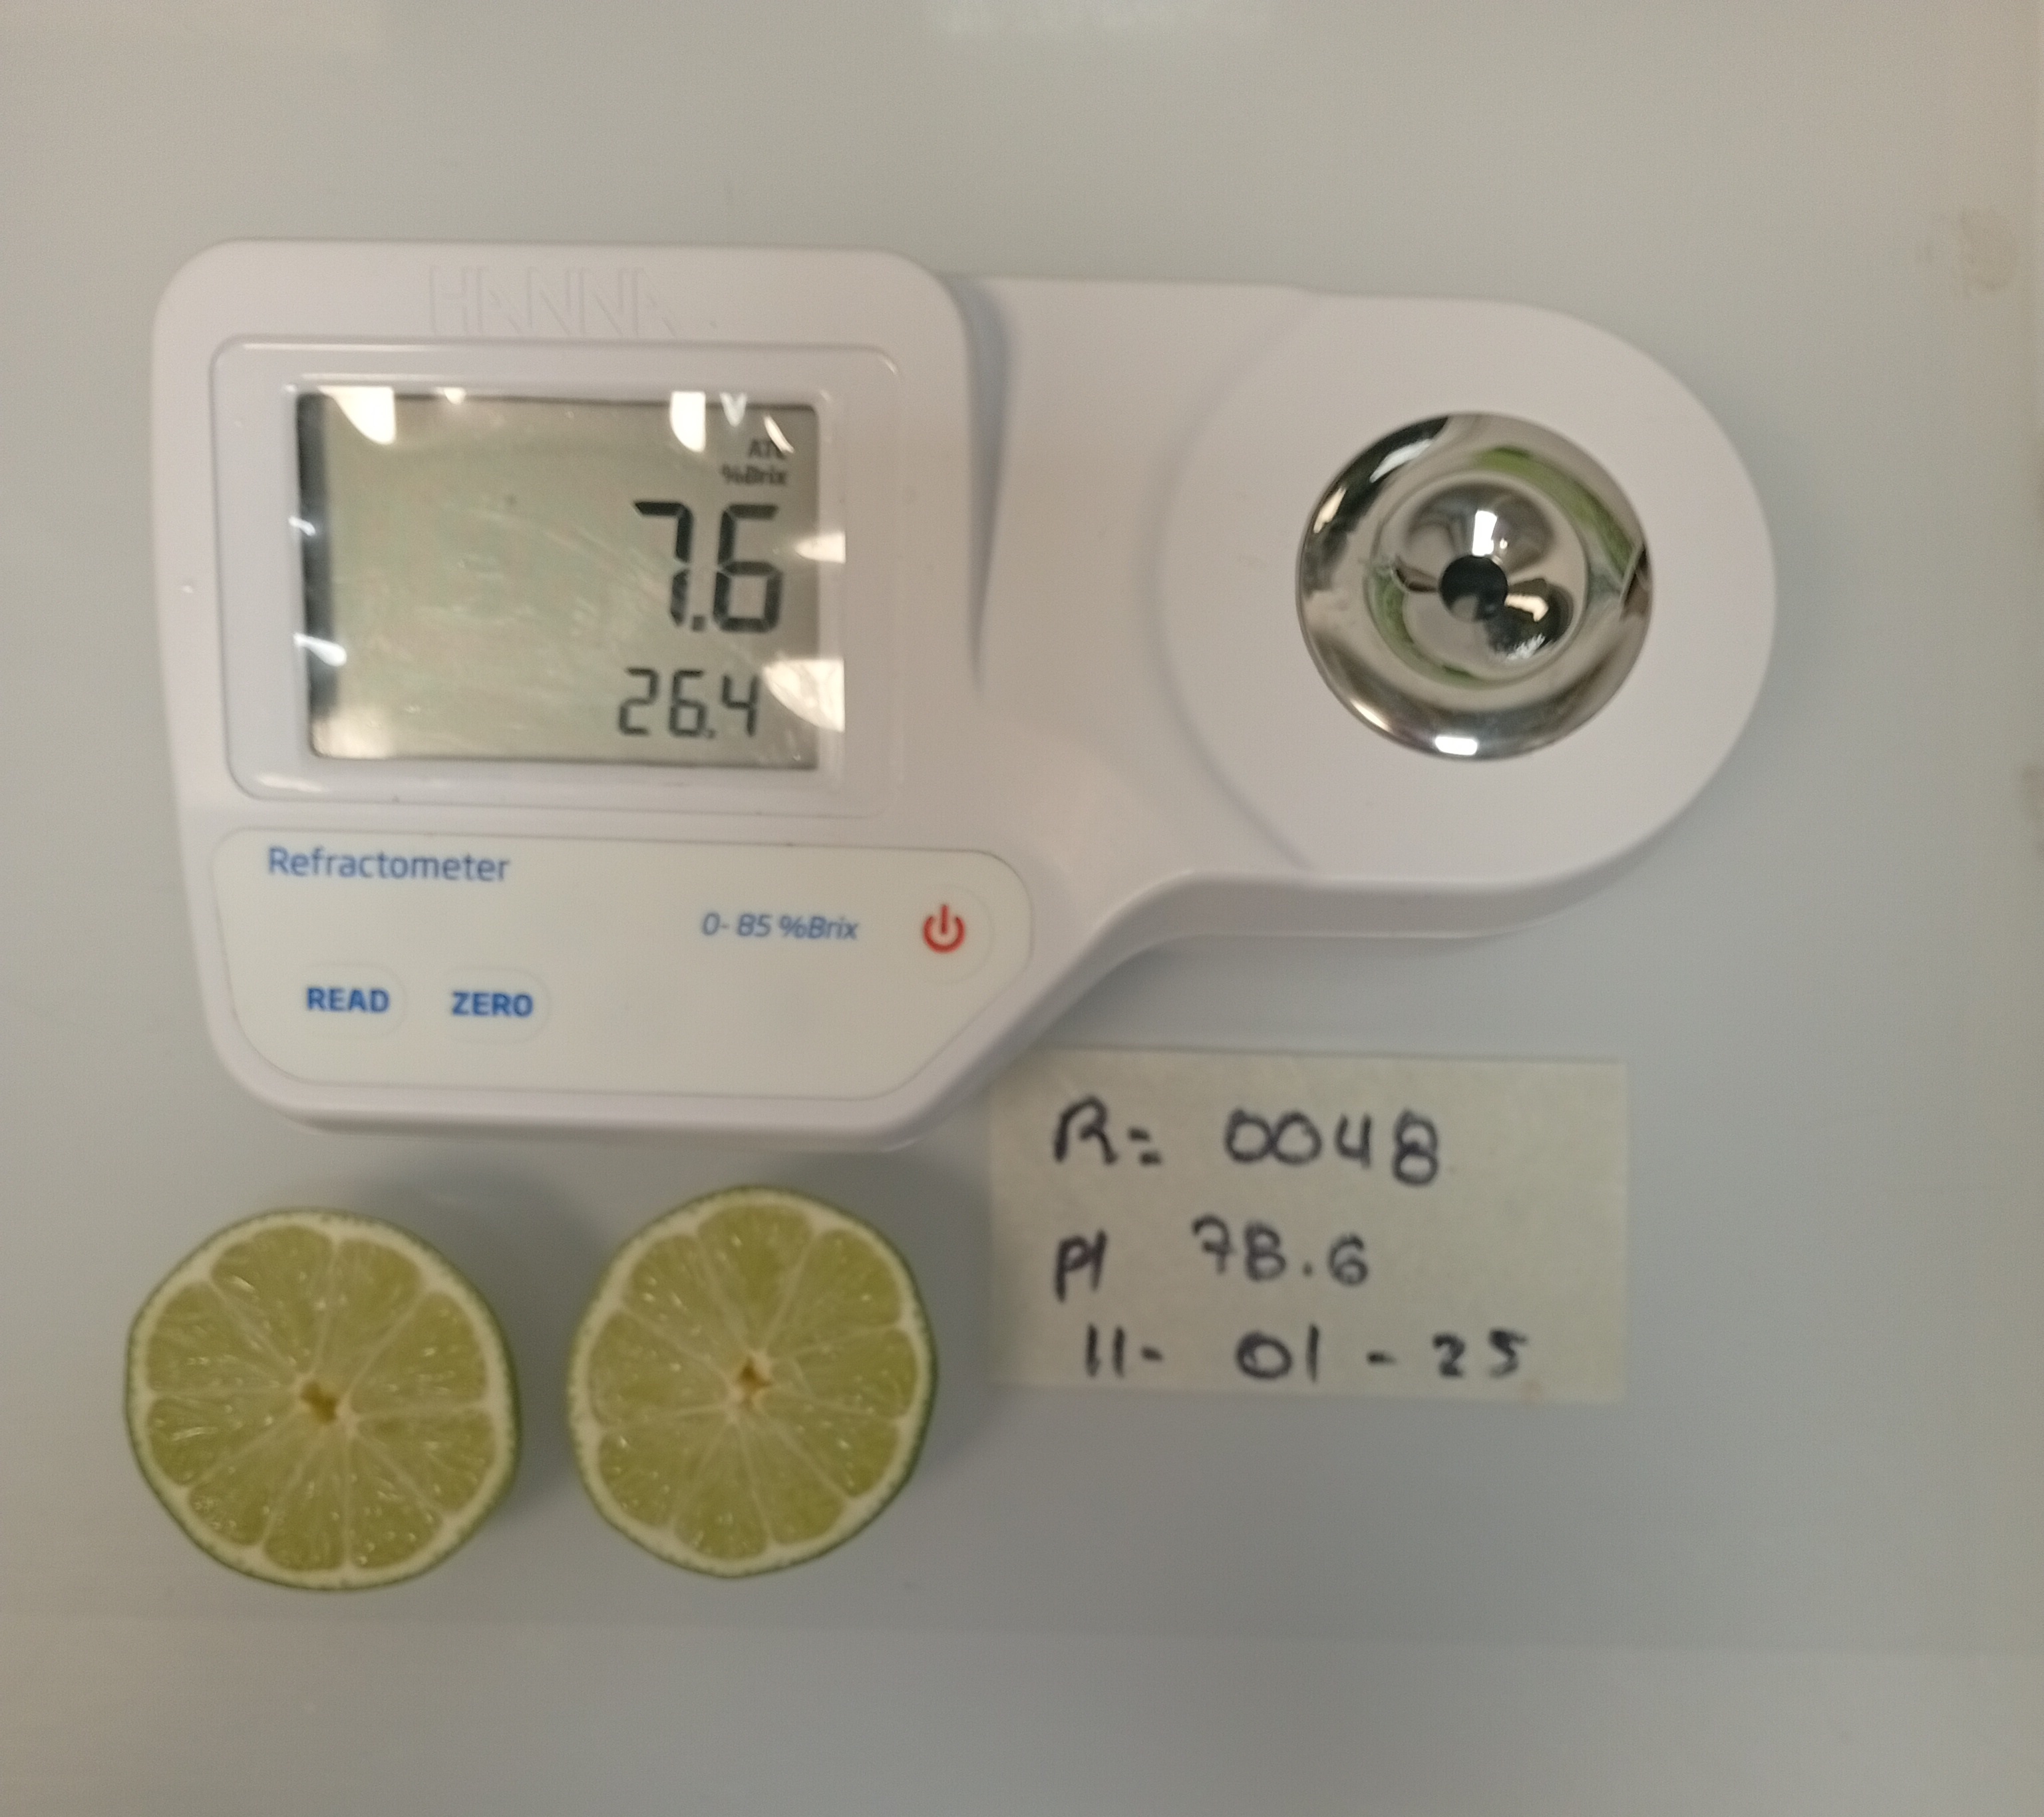 HANNA
ATC
%Brix
7.6
26.4
Refractometer
0-85 %Brix
READ ZERO
R= 0048
P1 78.6
11- 01 - 25